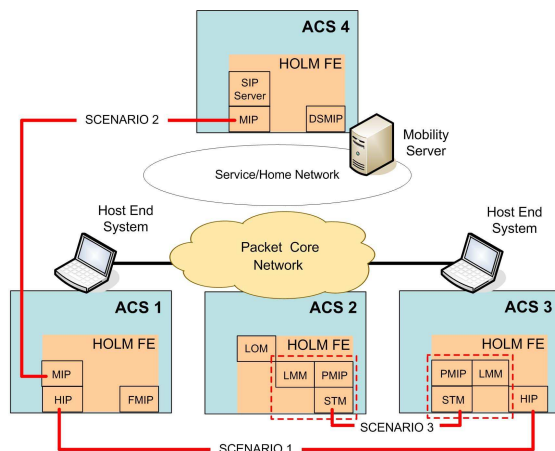 ACS 4
HOLM FE
SIP
Server
MIP
DSMIP
SCENARIO 2
Mobility
Server
Service/Home Network
Host End
System
Host End
System
Packet Core
Network
ACS 1
HOLM FE
MIP
HIP
FMIP
ACS 2
HOLM FE
LOM
LMM
PMIP
STM
ACS 3
HOLM FE
PMIP
LMM
STM
HIP
SCENARIO 3
SCENARIO 1